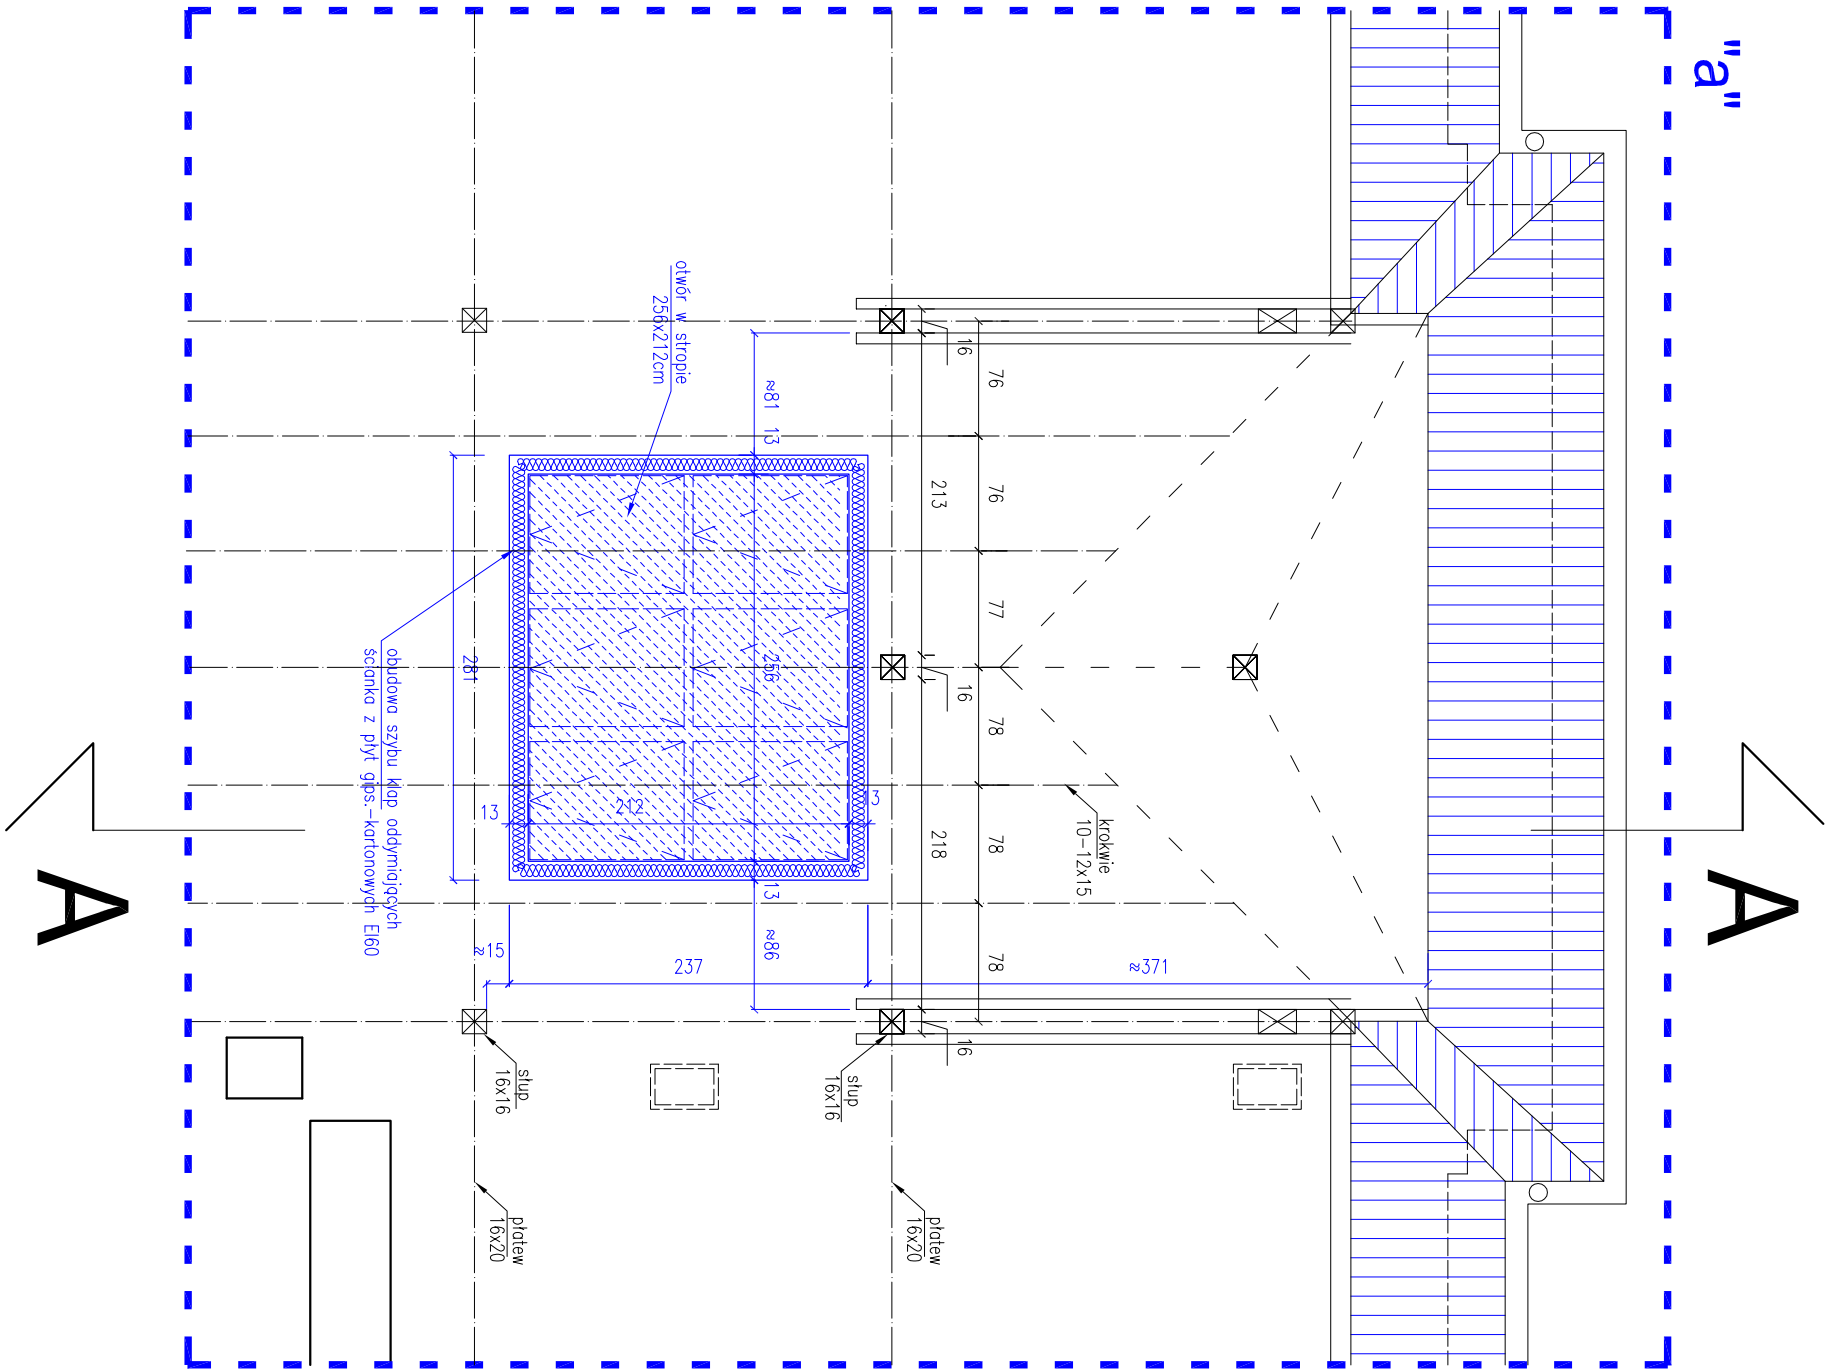 "a"
A
A
otwór w stropie
256x212cm
obudowa szybu klap oddymiających
ścianka z płyt gips.-kartonowych EI60
krokwie
10-12x15
słup
16x16
słup
16x16
płatew
16x20
płatew
16x20
76
76
77
78
78
78
16
213
16
218
16
≈81
13
256
13
≈86
281
13
212
3
≈15
237
≈371